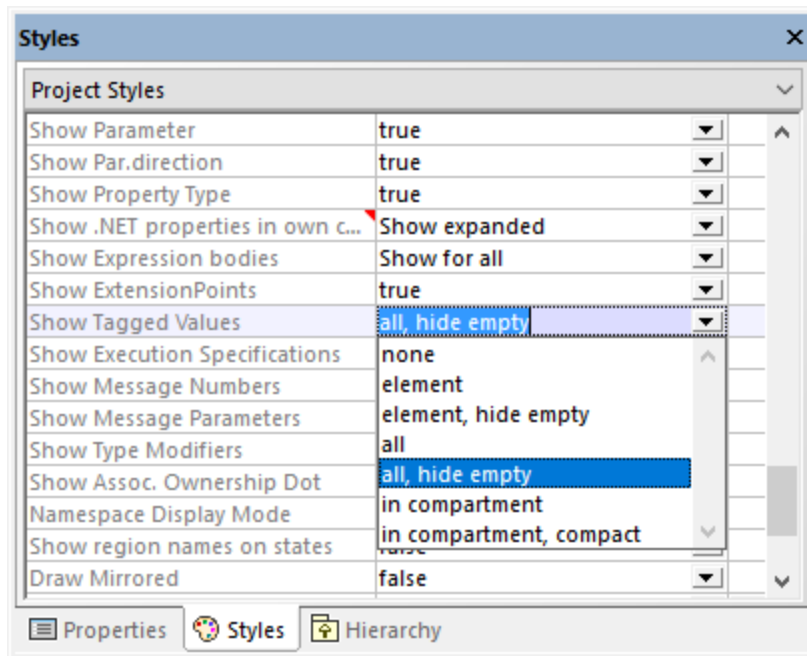 Styles
Project Styles
Show Parameter true
Show Par.direction true
Show Property Type true
Show .NET properties in own c... Show expanded
Show Expression bodies Show for all
Show ExtensionPoints true
Show Tagged Values all, hide empty
Show Execution Specifications none
Show Message Numbers element
Show Message Parameters element, hide empty
Show Type Modifiers all
Show Assoc. Ownership Dot all, hide empty
Namespace Display Mode in compartment
Show region names on states in compartment, compact
Draw Mirrored false
Properties Styles Hierarchy